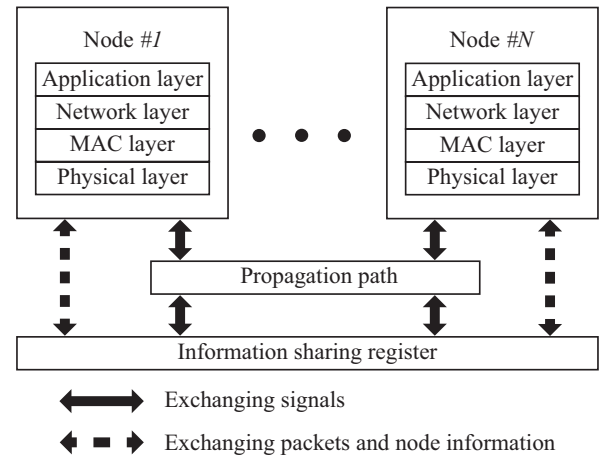 Node #1
Application layer
Network layer
MAC layer
Physical layer
Node #N
Application layer
Network layer
MAC layer
Physical layer
Propagation path
Information sharing register
Exchanging signals
Exchanging packets and node information